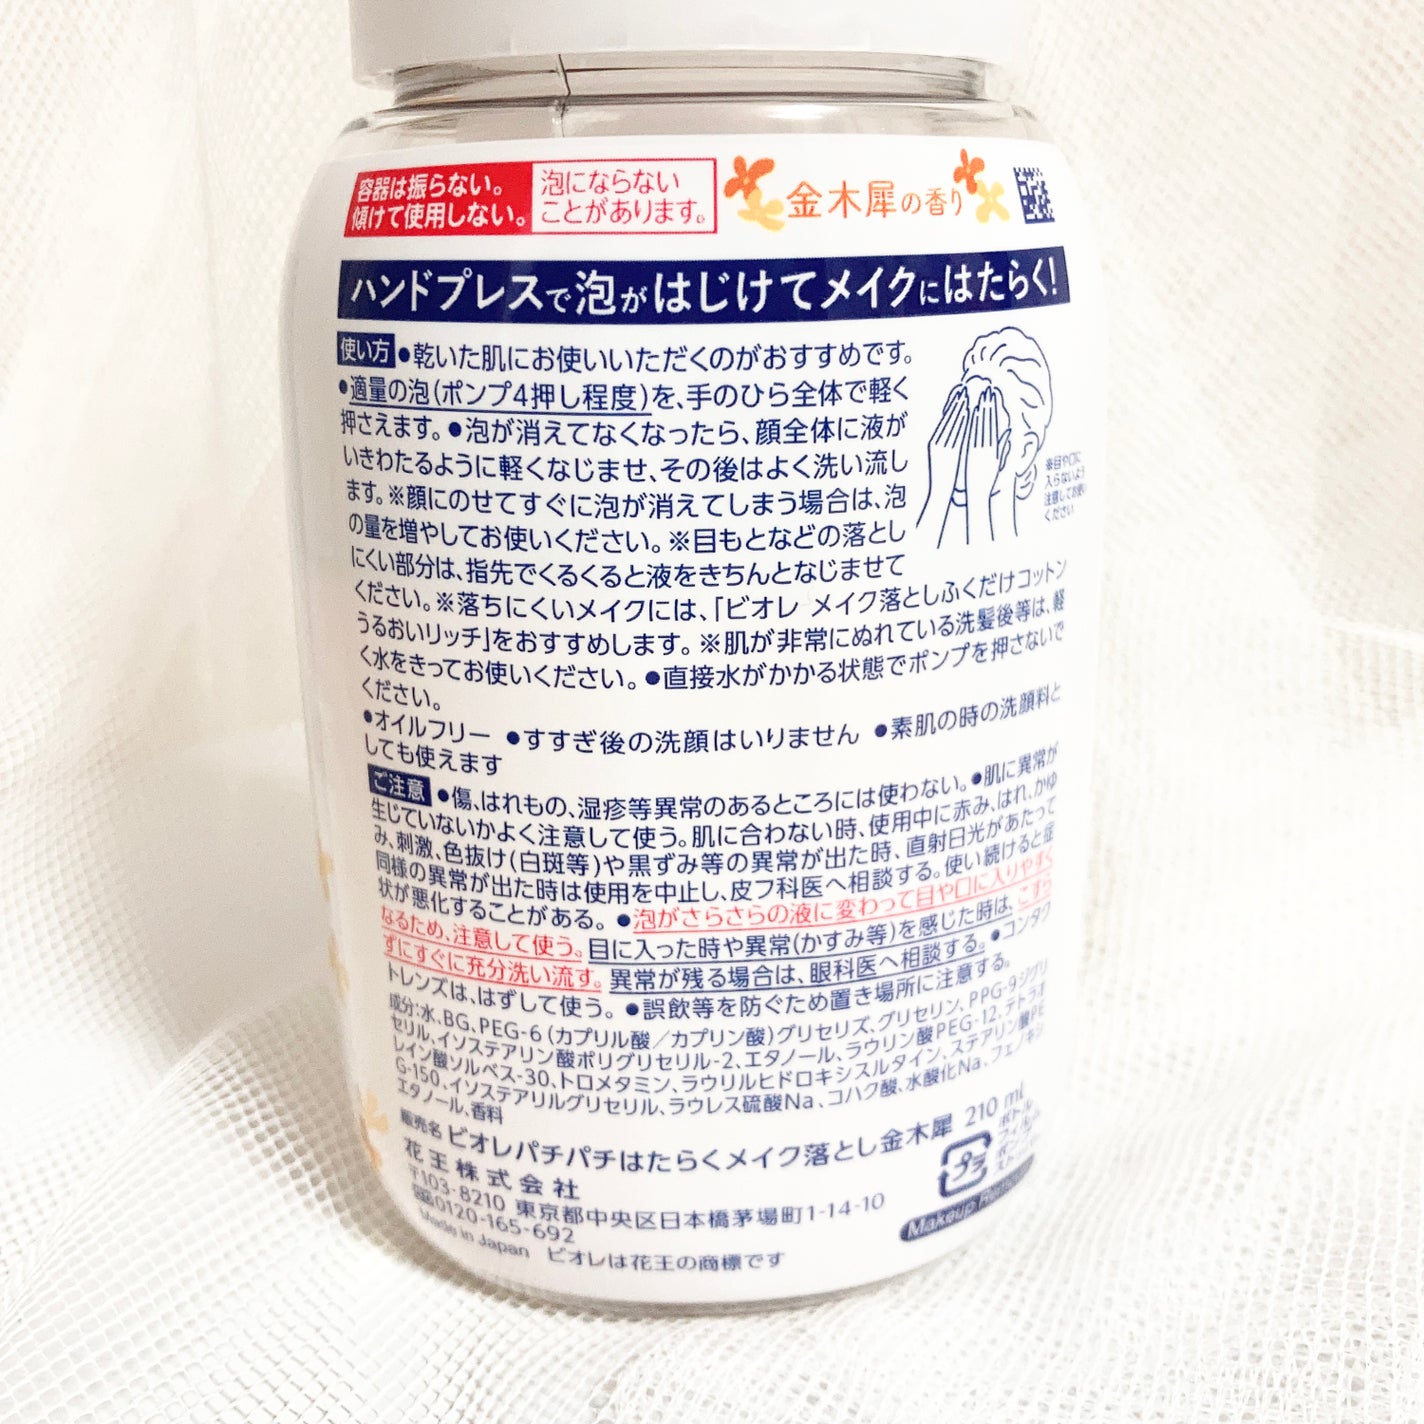 容器は振らない。
傾けて使用しない。
泡にならない
ことがあります。
金木犀の香り
ハンドプレスで泡がはじけてメイクにはたらく!
使い方 ●乾いた肌にお使いいただくのがおすすめです。
●適量の泡(ポンプ4押し程度)を、手のひら全体で軽く
押さえます。●泡が消えてなくなったら、顔全体に液が
いきわたるように軽くなじませ、その後はよく洗い流し
ます。※顔にのせてすぐに泡が消えてしまう場合は、泡
の量を増やしてお使いください。※目もとなどの落とし
にくい部分は、指先でくるくると液をきちんとなじませて
ください。※落ちにくいメイクには、「ビオレ メイク落としふくだけコットン
うるおいリッチ」をおすすめします。※肌が非常にぬれている洗髪後等は、軽
く水をきってお使いください。●直接水がかかる状態でポンプを押さないで
ください。
※目や口に
入らないよう
注意してお使い
ください
●オイルフリー ●すすぎ後の洗顔はいりません ●素肌の時の洗顔料と
しても使えます
ご注意 ●傷、はれもの、湿疹等異常のあるところには使わない。●肌に異常が
生じていないかよく注意して使う。肌に合わない時、使用中に赤み、はれ、かゆ
み、刺激、色抜け(白斑等)や黒ずみ等の異常が出た時、直射日光があたって
同様の異常が出た時は使用を中止し、皮フ科医へ相談する。使い続けると症
状が悪化することがある。●泡がさらさらの液に変わって目や口に入りやすく
なるため、注意して使う。目に入った時や異常(かすみ等)を感じた時は、こすら
ずにすぐに充分洗い流す。異常が残る場合は、眼科医へ相談する。●コンタク
トレンズは、はずして使う。●誤飲等を防ぐため置き場所に注意する。
成分:水、BG、PEG-6(カプリル酸/カプリン酸)グリセリズ、グリセリン、PPG-9ジグリ
セリル、イソステアリン酸ポリグリセリル-2、エタノール、ラウリン酸PEG-12、テトラオ
レイン酸ソルベス-30、トロメタミン、ラウリルヒドロキシスルタイン、ステアリン酸PE
G-150、イソステアリルグリセリル、ラウレス硫酸Na、コハク酸、水酸化Na、フェノキシ
エタノール、香料
販売名 ビオレパチパチはたらくメイク落とし金木犀 210 mL
花王株式会社
〒103-8210 東京都中央区日本橋茅場町1-14-10
0120-165-692
Made in Japan ビオレは花王の商標です
プラ
ボトル
Makeup